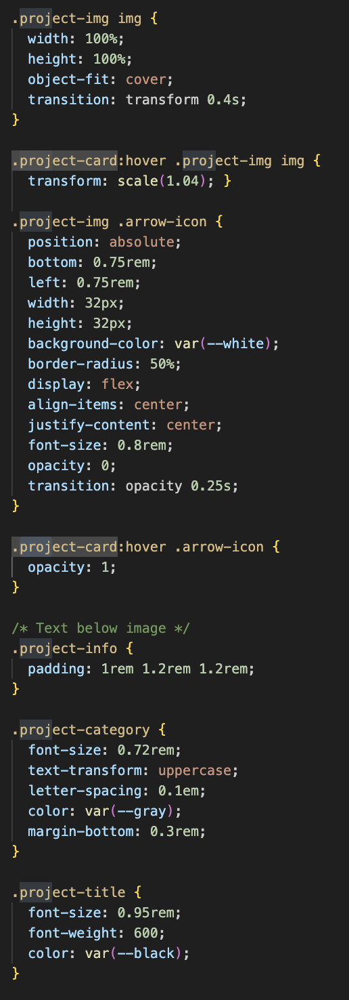 .project-img img {
  width: 100%;
  height: 100%;
  object-fit: cover;
  transition: transform 0.4s;
}

.project-card:hover .project-img img {
  transform: scale(1.04); }

.project-img .arrow-icon {
  position: absolute;
  bottom: 0.75rem;
  left: 0.75rem;
  width: 32px;
  height: 32px;
  background-color: var(--white);
  border-radius: 50%;
  display: flex;
  align-items: center;
  justify-content: center;
  font-size: 0.8rem;
  opacity: 0;
  transition: opacity 0.25s;
}

.project-card:hover .arrow-icon {
  opacity: 1;
}

/* Text below image */
.project-info {
  padding: 1rem 1.2rem 1.2rem;
}

.project-category {
  font-size: 0.72rem;
  text-transform: uppercase;
  letter-spacing: 0.1em;
  color: var(--gray);
  margin-bottom: 0.3rem;
}

.project-title {
  font-size: 0.95rem;
  font-weight: 600;
  color: var(--black);
}